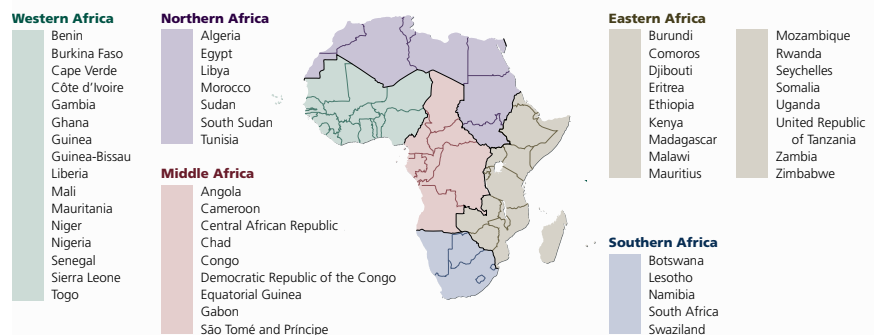 Western Africa
Benin
Burkina Faso
Cape Verde
Côte d'Ivoire
Gambia
Ghana
Guinea
Guinea-Bissau
Liberia
Mali
Mauritania
Niger
Nigeria
Senegal
Sierra Leone
Togo
Northern Africa
Algeria
Egypt
Libya
Morocco
Sudan
South Sudan
Tunisia
Middle Africa
Angola
Cameroon
Central African Republic
Chad
Congo
Democratic Republic of the Congo
Equatorial Guinea
Gabon
São Tomé and Príncipe
Eastern Africa
Burundi
Comoros
Djibouti
Eritrea
Ethiopia
Kenya
Madagascar
Malawi
Mauritius
Mozambique
Rwanda
Seychelles
Somalia
Uganda
United Republic
of Tanzania
Zambia
Zimbabwe
Southern Africa
Botswana
Lesotho
Namibia
South Africa
Swaziland